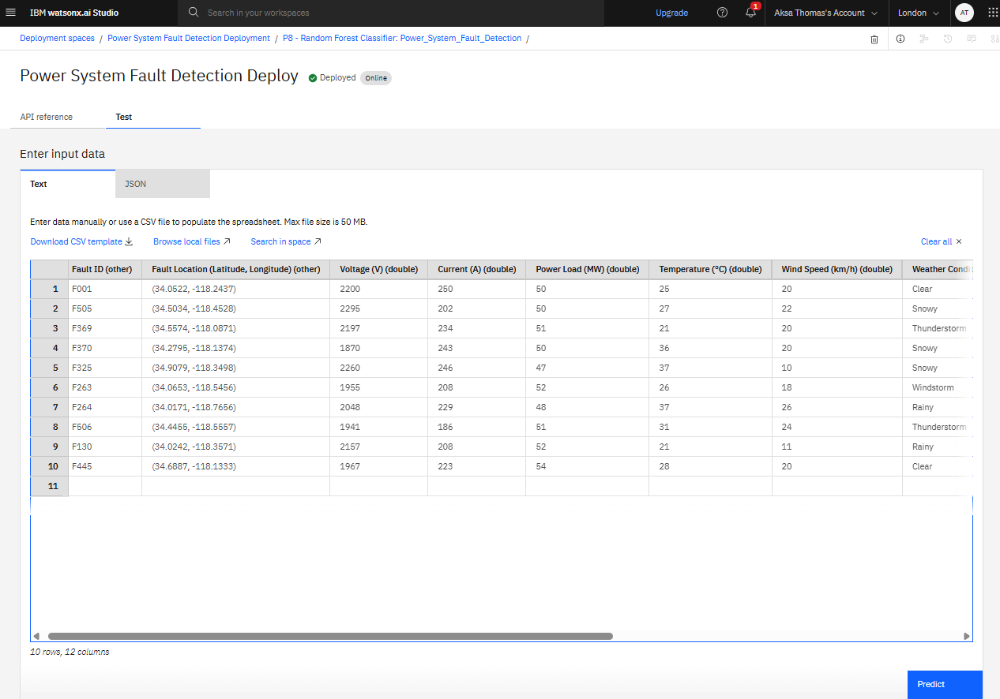 IBM watsonx.ai Studio Search in your workspaces Upgrade 1 Aksa Thomas's Account London AT
Deployment spaces / Power System Fault Detection Deployment / P8 - Random Forest Classifier: Power_System_Fault_Detection /
Power System Fault Detection Deploy Deployed Online
API reference Test
Enter input data
Text JSON
Enter data manually or use a CSV file to populate the spreadsheet. Max file size is 50 MB.
Download CSV template Browse local files Search in space Clear all
Fault ID (other) Fault Location (Latitude, Longitude) (other) Voltage (V) (double) Current (A) (double) Power Load (MW) (double) Temperature (°C) (double) Wind Speed (km/h) (double) Weather Condi
1 F001 (34.0522, -118.2437) 2200 250 50 25 20 Clear
2 F505 (34.5034, -118.4528) 2295 202 50 27 22 Snowy
3 F369 (34.5574, -118.0871) 2197 234 51 21 20 Thunderstorm
4 F370 (34.2795, -118.1374) 1870 243 50 36 20 Snowy
5 F325 (34.9079, -118.3498) 2260 246 47 37 10 Snowy
6 F263 (34.0653, -118.5456) 1955 208 52 26 18 Windstorm
7 F264 (34.0171, -118.7656) 2048 229 48 37 26 Rainy
8 F506 (34.4455, -118.5557) 1941 186 51 31 24 Thunderstorm
9 F130 (34.0242, -118.3571) 2157 208 52 21 11 Rainy
10 F445 (34.6887, -118.1333) 1967 223 54 28 20 Clear
11
10 rows, 12 columns
Predict